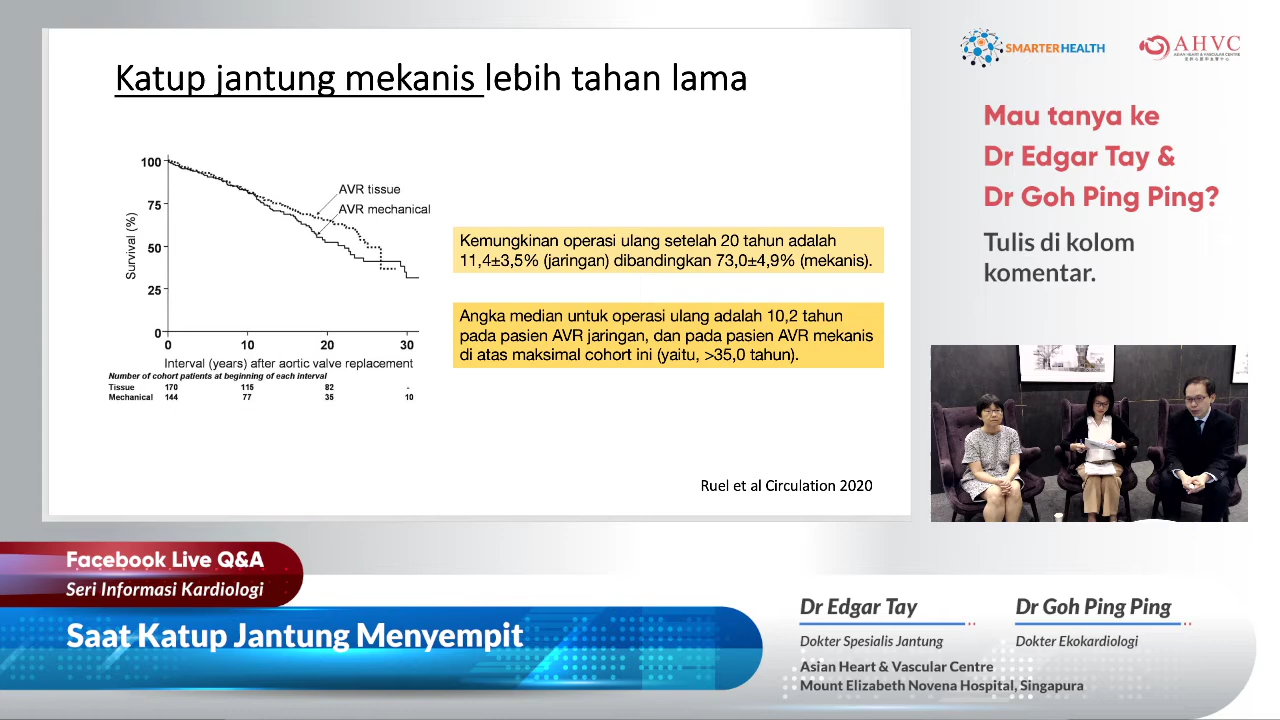 Katup jantung mekanis lebih tahan lama
100
75
50
25
0
Survival (%)
AVR tissue
AVR mechanical
0 10 20 30
Interval (years) after aortic valve replacement
Number of cohort patients at beginning of each interval
Tissue 170 115 82 -
Mechanical 144 77 35 10
Kemungkinan operasi ulang setelah 20 tahun adalah
11,4±3,5% (jaringan) dibandingkan 73,0±4,9% (mekanis).
Angka median untuk operasi ulang adalah 10,2 tahun
pada pasien AVR jaringan, dan pada pasien AVR mekanis
di atas maksimal cohort ini (yaitu, >35,0 tahun).
Ruel et al Circulation 2020
SMARTERHEALTH
AHVC
ASIAN HEART & VASCULAR CENTRE
Mau tanya ke
Dr Edgar Tay &
Dr Goh Ping Ping?
Tulis di kolom
komentar.
Facebook Live Q&A
Seri Informasi Kardiologi
Saat Katup Jantung Menyempit
Dr Edgar Tay
Dokter Spesialis Jantung
Dr Goh Ping Ping
Dokter Ekokardiologi
Asian Heart & Vascular Centre
Mount Elizabeth Novena Hospital, Singapura